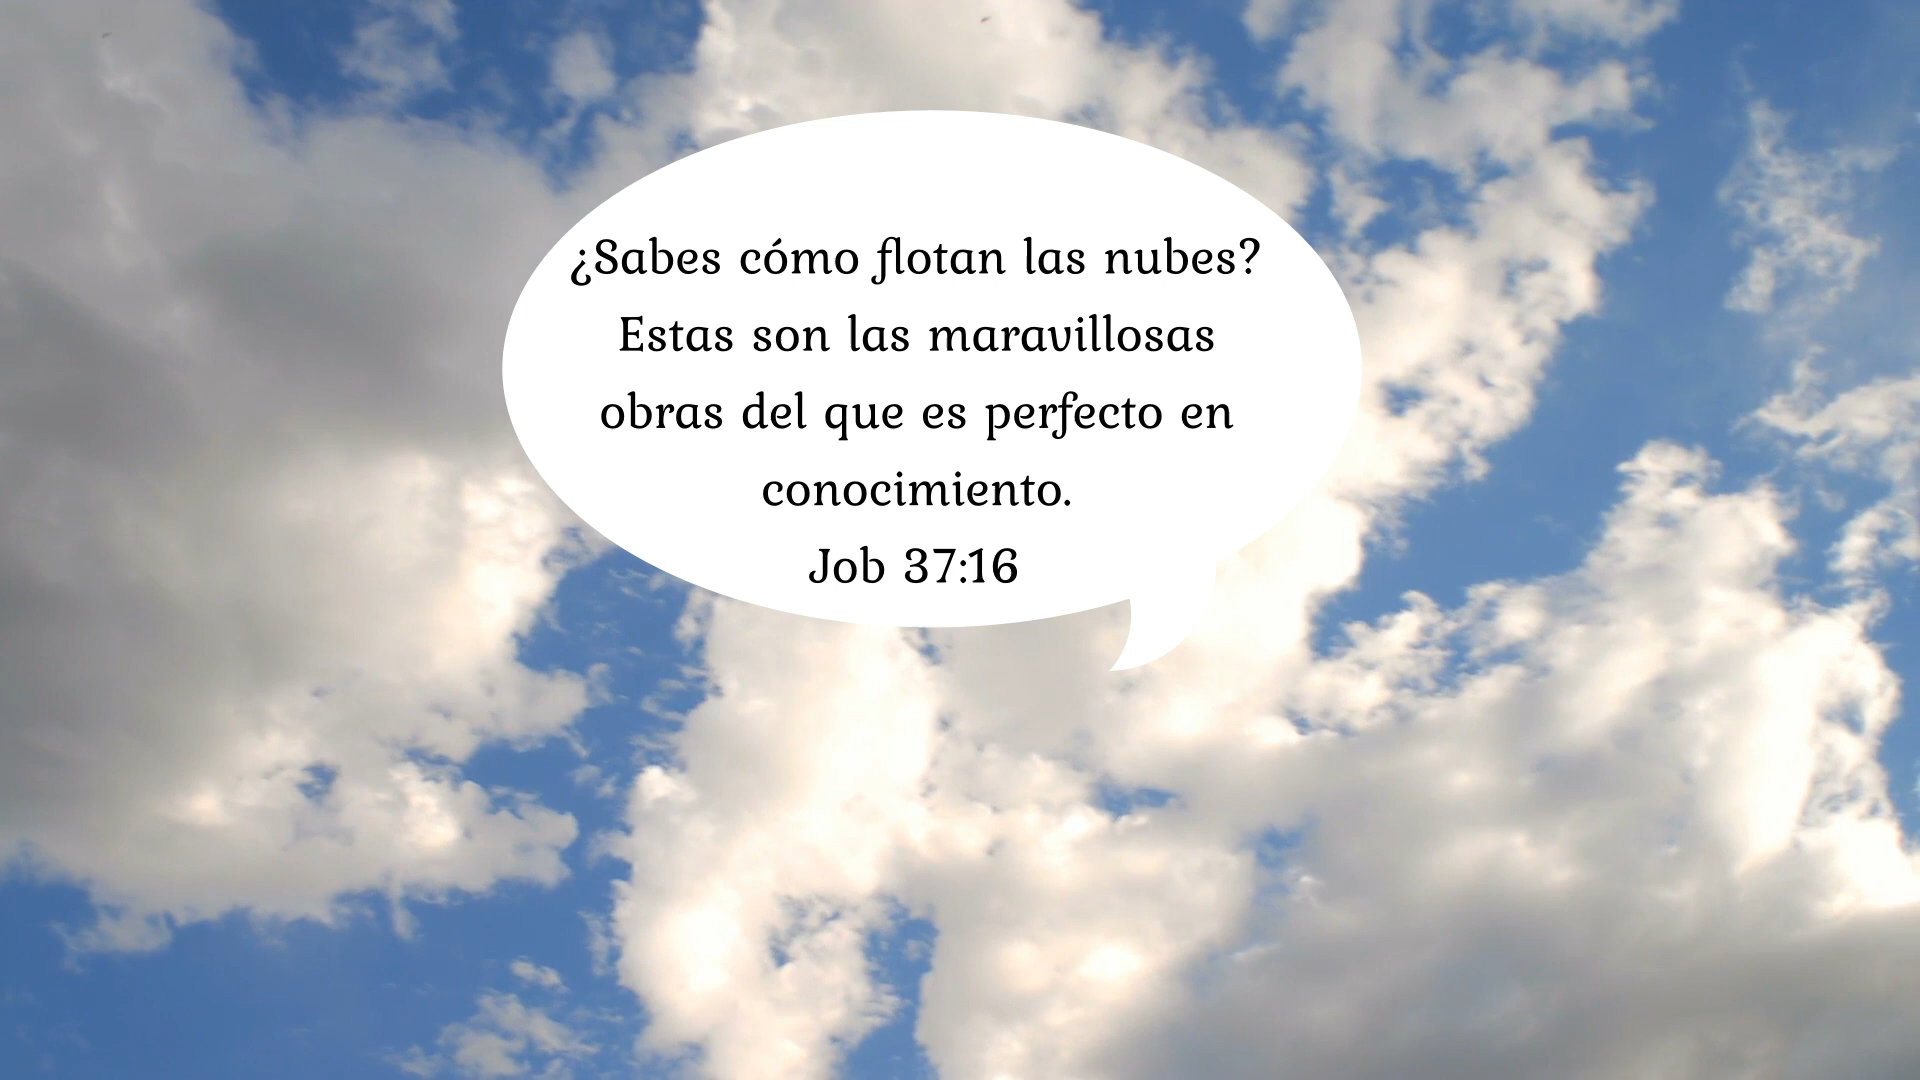 ¿Sabes cómo flotan las nubes?
Estas son las maravillosas
obras del que es perfecto en
conocimiento.
Job 37:16